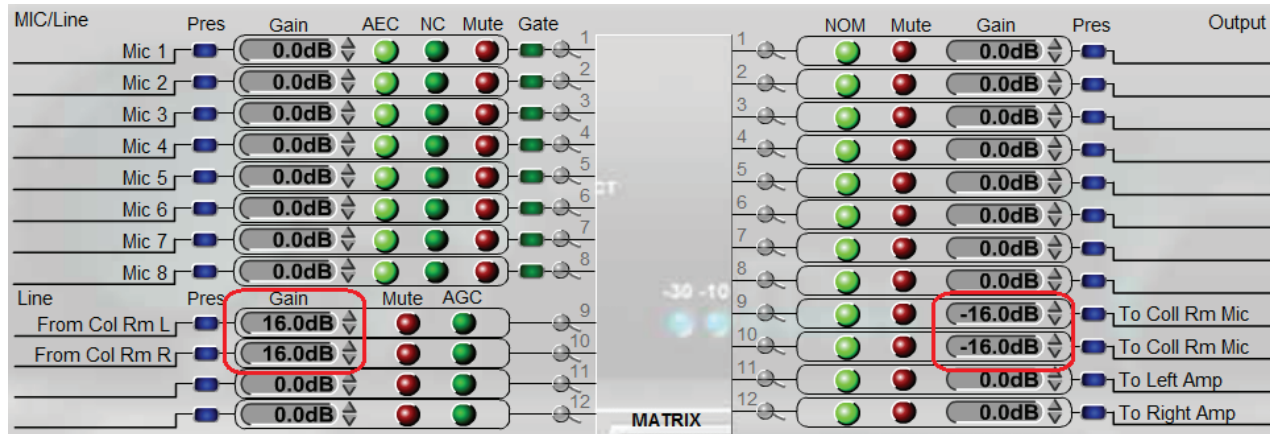 MIC/Line Pres Gain AEC NC Mute Gate NOM Mute Gain Pres Output
Mic 1 0.0dB 1 1 0.0dB
Mic 2 0.0dB 2 2 0.0dB
Mic 3 0.0dB 3 3 0.0dB
Mic 4 0.0dB 4 4 0.0dB
Mic 5 0.0dB 5 5 0.0dB
Mic 6 0.0dB 6 6 0.0dB
Mic 7 0.0dB 7 7 0.0dB
Mic 8 0.0dB 8 8 0.0dB
Line Pres Gain Mute AGC -30 -10
From Col Rm L 16.0dB 9 9 -16.0dB To Coll Rm Mic
From Col Rm R 16.0dB 10 10 -16.0dB To Coll Rm Mic
0.0dB 11 11 0.0dB To Left Amp
0.0dB 12 MATRIX 12 0.0dB To Right Amp